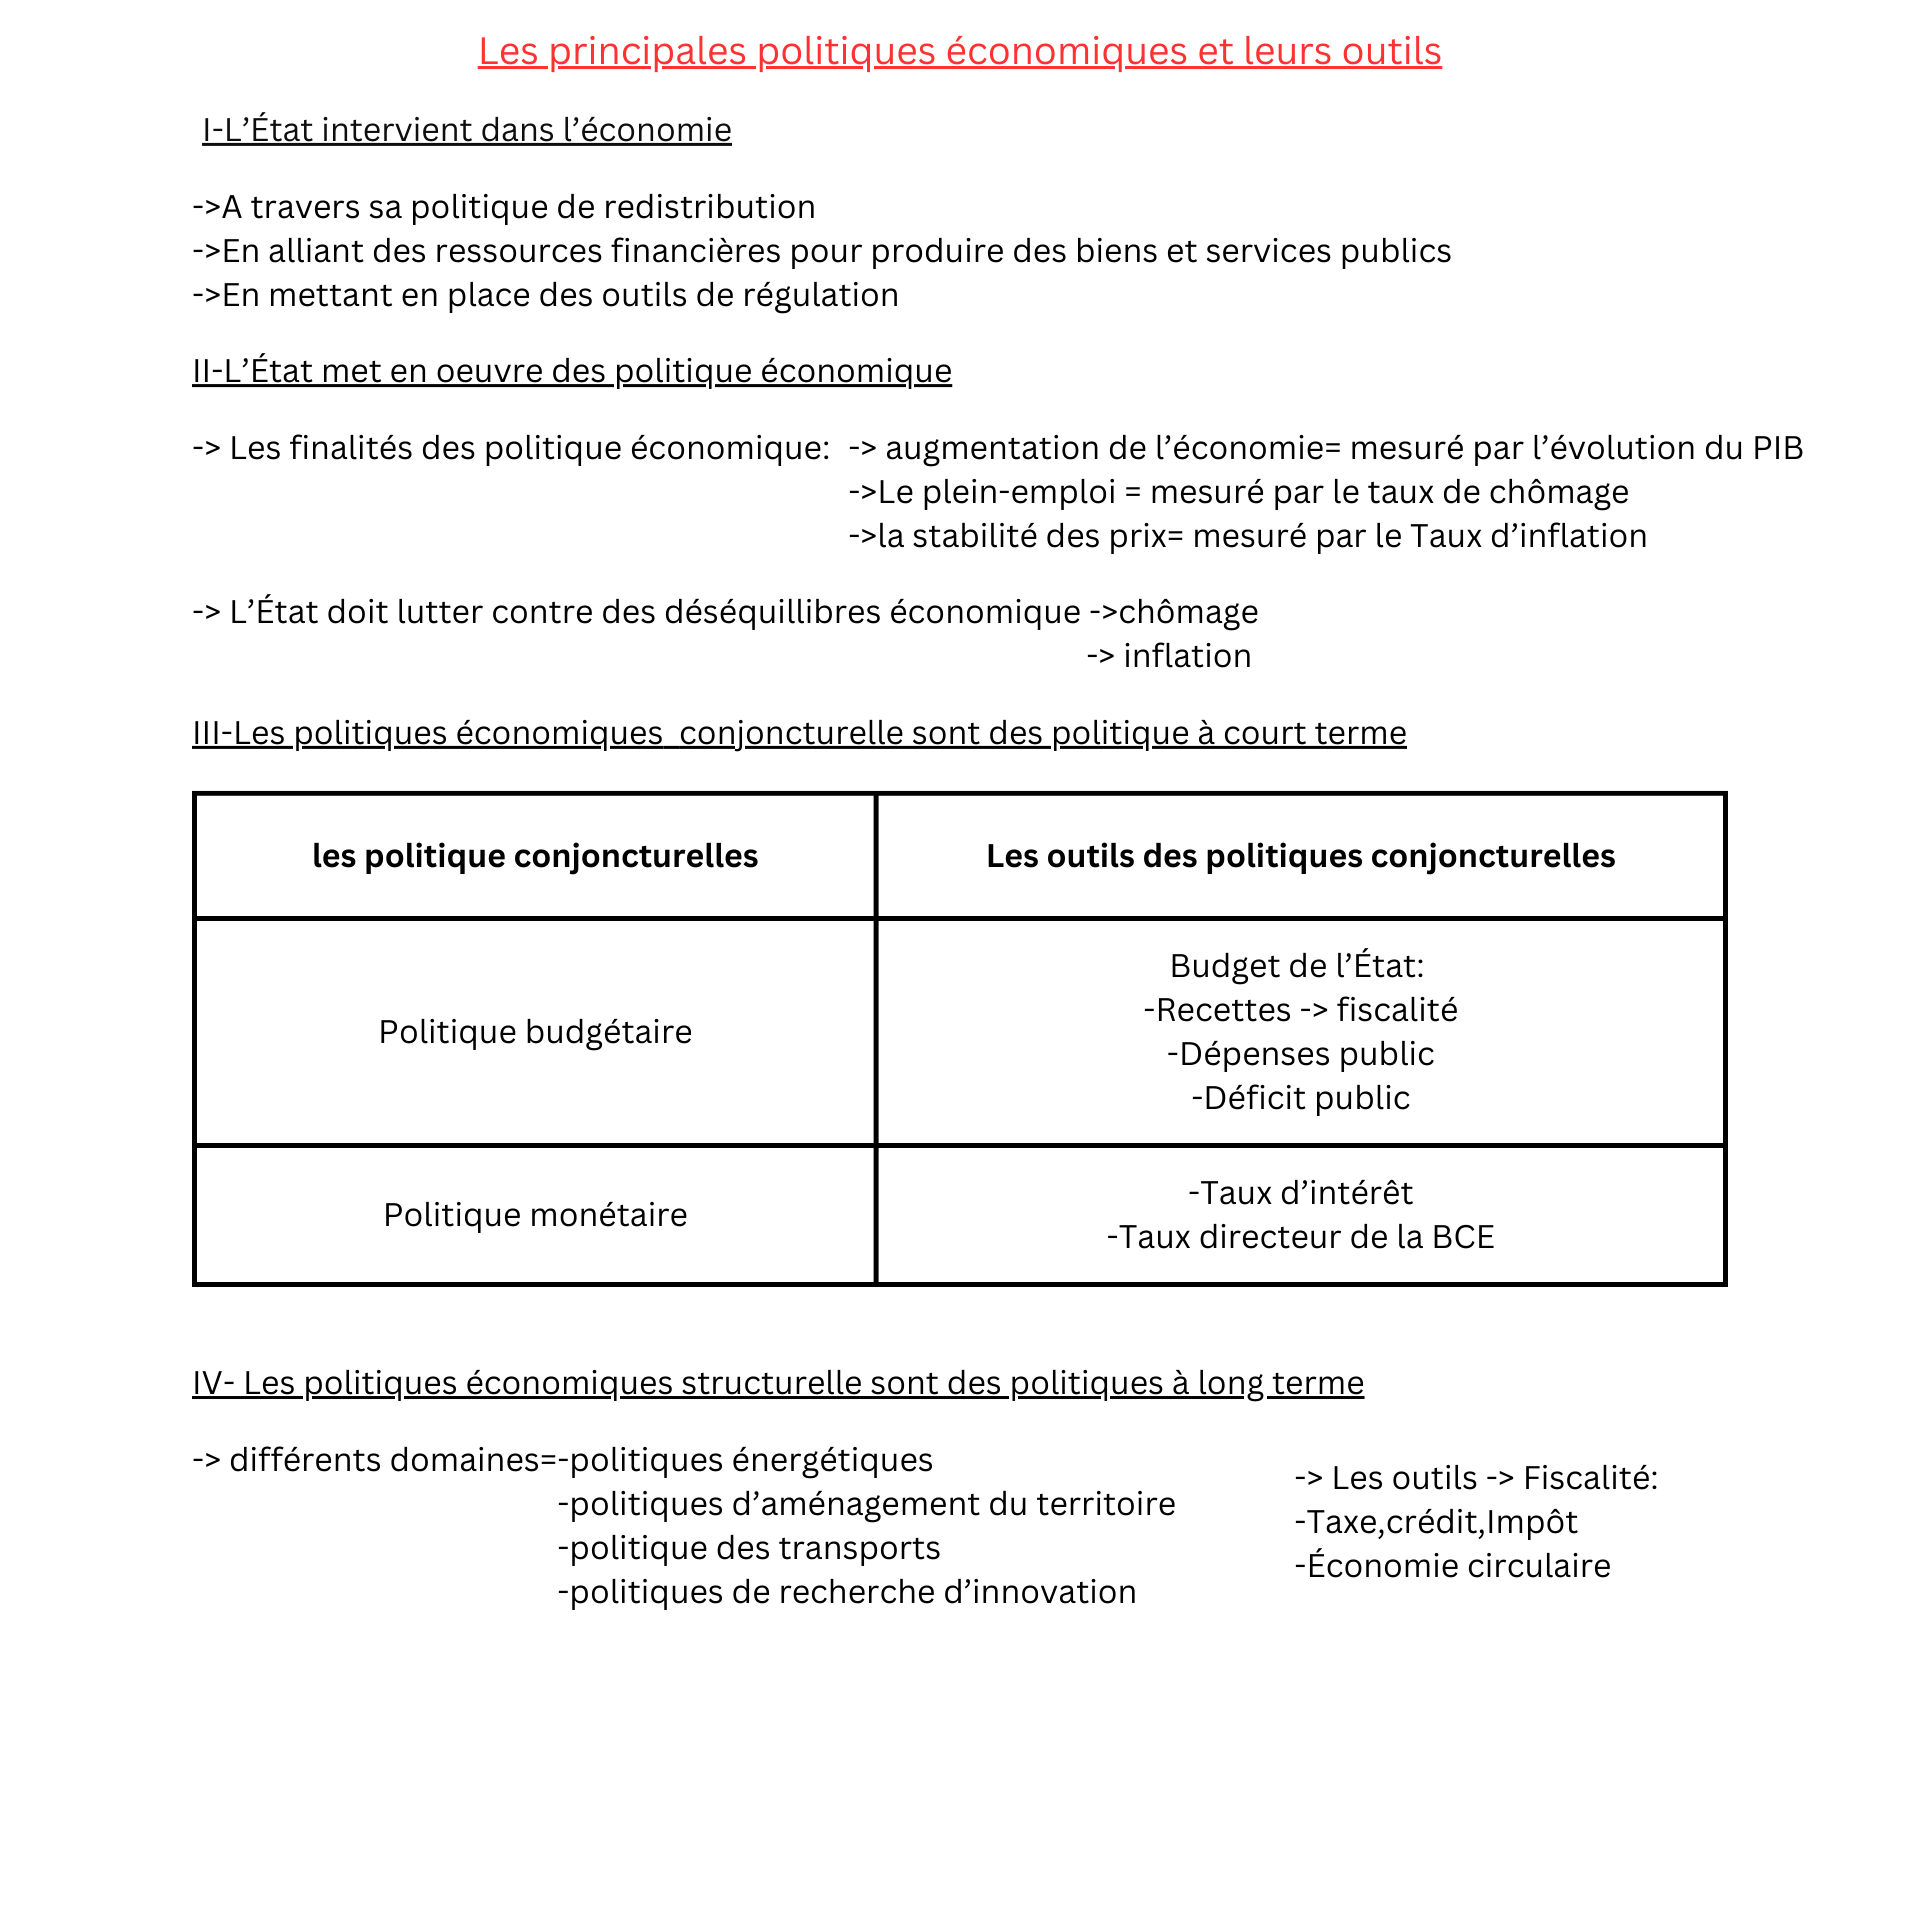 Les principales politiques économiques et leurs outils
I-L’État intervient dans l’économie
->A travers sa politique de redistribution
->En alliant des ressources financières pour produire des biens et services publics
->En mettant en place des outils de régulation
II-L’État met en oeuvre des politique économique
-> Les finalités des politique économique: -> augmentation de l’économie= mesuré par l’évolution du PIB
->Le plein-emploi = mesuré par le taux de chômage
->la stabilité des prix= mesuré par le Taux d’inflation
-> L’État doit lutter contre des déséquillibres économique ->chômage
-> inflation
III-Les politiques économiques  conjoncturelle sont des politique à court terme
les politique conjoncturelles
Les outils des politiques conjoncturelles
Politique budgétaire
Budget de l’État:
-Recettes -> fiscalité
-Dépenses public
-Déficit public
Politique monétaire
-Taux d’intérêt
-Taux directeur de la BCE
IV- Les politiques économiques structurelle sont des politiques à long terme
-> différents domaines=-politiques énergétiques
-politiques d’aménagement du territoire
-politique des transports
-politiques de recherche d’innovation
-> Les outils -> Fiscalité:
-Taxe,crédit,Impôt
-Économie circulaire